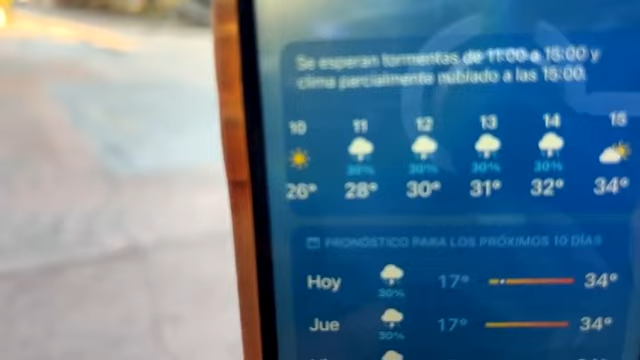 Se esperan tormentas de 11:00 a 15:00 y
clima parcialmente nublado a las 15:00.
10 11 12 13 14 15
30% 30% 30% 30%
26° 28° 30° 31° 32° 34°
PRONÓSTICO PARA LOS PRÓXIMOS 10 DÍAS
Hoy 30% 17° 34°
Jue 30% 17° 34°